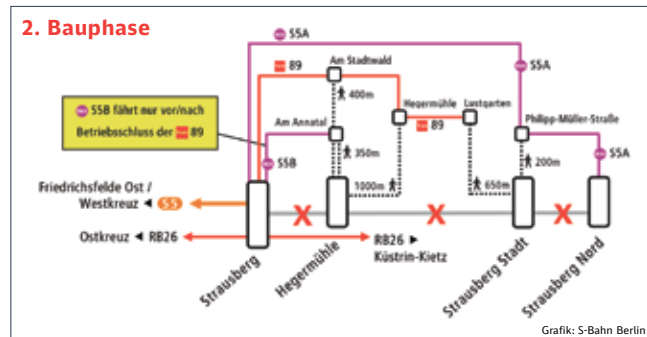 2. Bauphase
S5A
89
Am Stadtwald
S5A
400m
S5B fährt nur vor/nach
Betriebsschluss der 89
Hegermühle
Lustgarten
89
Am Annatal
Philipp-Müller-Straße
350m
S5B
200m
S5A
1000m
650m
Friedrichsfelde Ost /
Westkreuz ◄ S5
Ostkreuz ◄ RB26
RB26 ►
Küstrin-Kietz
X
X
X
Strausberg
Hegermühle
Strausberg Stadt
Strausberg Nord
Grafik: S-Bahn Berlin